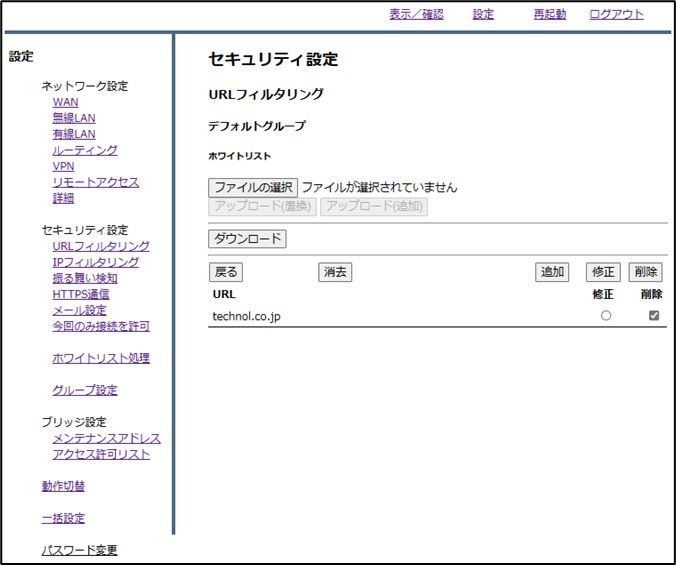 表示／確認 設定 再起動 ログアウト
設定
ネットワーク設定
WAN
無線LAN
有線LAN
ルーティング
VPN
リモートアクセス
詳細
セキュリティ設定
URLフィルタリング
IPフィルタリング
振る舞い検知
HTTPS通信
メール設定
今回のみ接続を許可
ホワイトリスト処理
グループ設定
ブリッジ設定
メンテナンスアドレス
アクセス許可リスト
動作切替
一括設定
パスワード変更
セキュリティ設定
URLフィルタリング
デフォルトグループ
ホワイトリスト
ファイルの選択 ファイルが選択されていません
アップロード(置換) アップロード(追加)
ダウンロード
戻る 消去 追加 修正 削除
URL 修正 削除
technol.co.jp